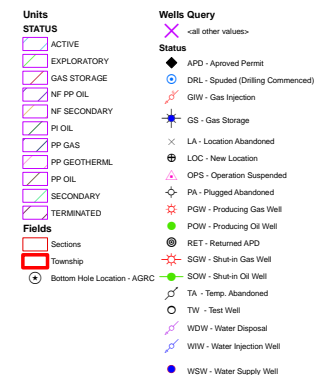 Units
STATUS
ACTIVE
EXPLORATORY
GAS STORAGE
NF PP OIL
NF SECONDARY
PI OIL
PP GAS
PP GEOTHERML
PP OIL
SECONDARY
TERMINATED
Fields
Sections
Township
Bottom Hole Location - AGRC
Wells Query
<all other values>
Status
APD - Aproved Permit
DRL - Spuded (Drilling Commenced)
GIW - Gas Injection
GS - Gas Storage
LA - Location Abandoned
LOC - New Location
OPS - Operation Suspended
PA - Plugged Abandoned
PGW - Producing Gas Well
POW - Producing Oil Well
RET - Returned APD
SGW - Shut-in Gas Well
SOW - Shut-in Oil Well
TA - Temp. Abandoned
TW - Test Well
WDW - Water Disposal
WIW - Water Injection Well
WSW - Water Supply Well